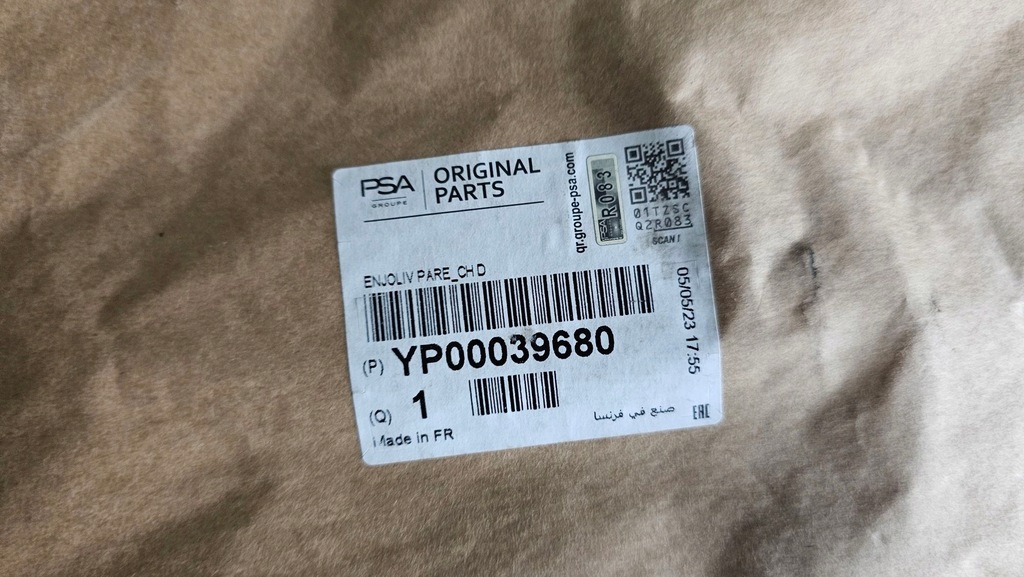 PSA
GROUPE
ORIGINAL
PARTS
qr.groupe-psa.com
R083
01TZSC
QZR083
SCAN!
ENJOLIV PARE_CH D
05/05/23 17:55
(P) YP00039680
(Q) 1
Made in FR
صنع في فرنسا
EAC